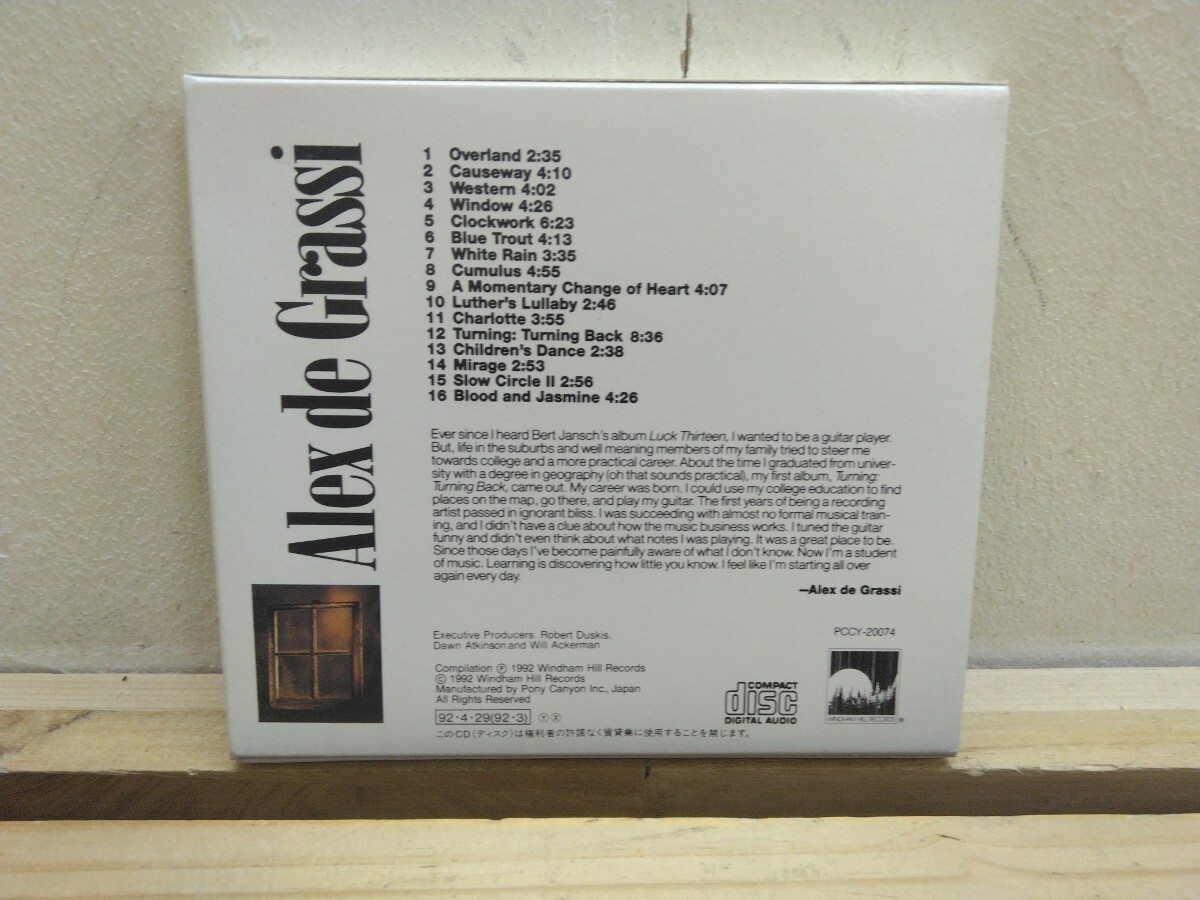 Alex de Grassi
1 Overland 2:35
2 Causeway 4:10
3 Western 4:02
4 Window 4:26
5 Clockwork 6:23
6 Blue Trout 4:13
7 White Rain 3:35
8 Cumulus 4:55
9 A Momentary Change of Heart 4:07
10 Luther's Lullaby 2:46
11 Charlotte 3:55
12 Turning: Turning Back 8:36
13 Children's Dance 2:38
14 Mirage 2:53
15 Slow Circle II 2:56
16 Blood and Jasmine 4:26
Ever since I heard Bert Jansch's album Luck Thirteen, I wanted to be a guitar player.
But, life in the suburbs and well meaning members of my family tried to steer me
towards college and a more practical career. About the time I graduated from univer-
sity with a degree in geography (oh that sounds practical), my first album, Turning:
Turning Back, came out. My career was born. I could use my college education to find
places on the map, go there, and play my guitar. The first years of being a recording
artist passed in ignorant bliss. I was succeeding with almost no formal musical train-
ing, and I didn't have a clue about how the music business works. I tuned the guitar
funny and didn't even think about what notes I was playing. It was a great place to be.
Since those days I've become painfully aware of what I don't know. Now I'm a student
of music. Learning is discovering how little you know. I feel like I'm starting all over
again every day.
—Alex de Grassi
Executive Producers: Robert Duskis,
Dawn Atkinson and Will Ackerman
PCCY-20074
Compilation Ⓟ 1992 Windham Hill Records
© 1992 Windham Hill Records
Manufactured by Pony Canyon Inc., Japan
All Rights Reserved
92・4・29(92・3) Ⓨ Ⓧ
このCD(ディスク)は権利者の許諾なく賃貸業に使用することを禁じます。
COMPACT
disc
DIGITAL AUDIO
WINDHAM HILL RECORDS ®